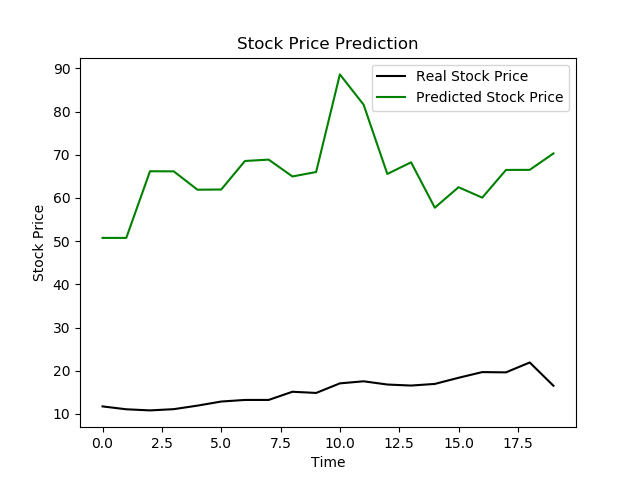 Stock Price Prediction
Real Stock Price
Predicted Stock Price
90
80
70
60
50
40
30
20
10
Stock Price
0.0 2.5 5.0 7.5 10.0 12.5 15.0 17.5
Time